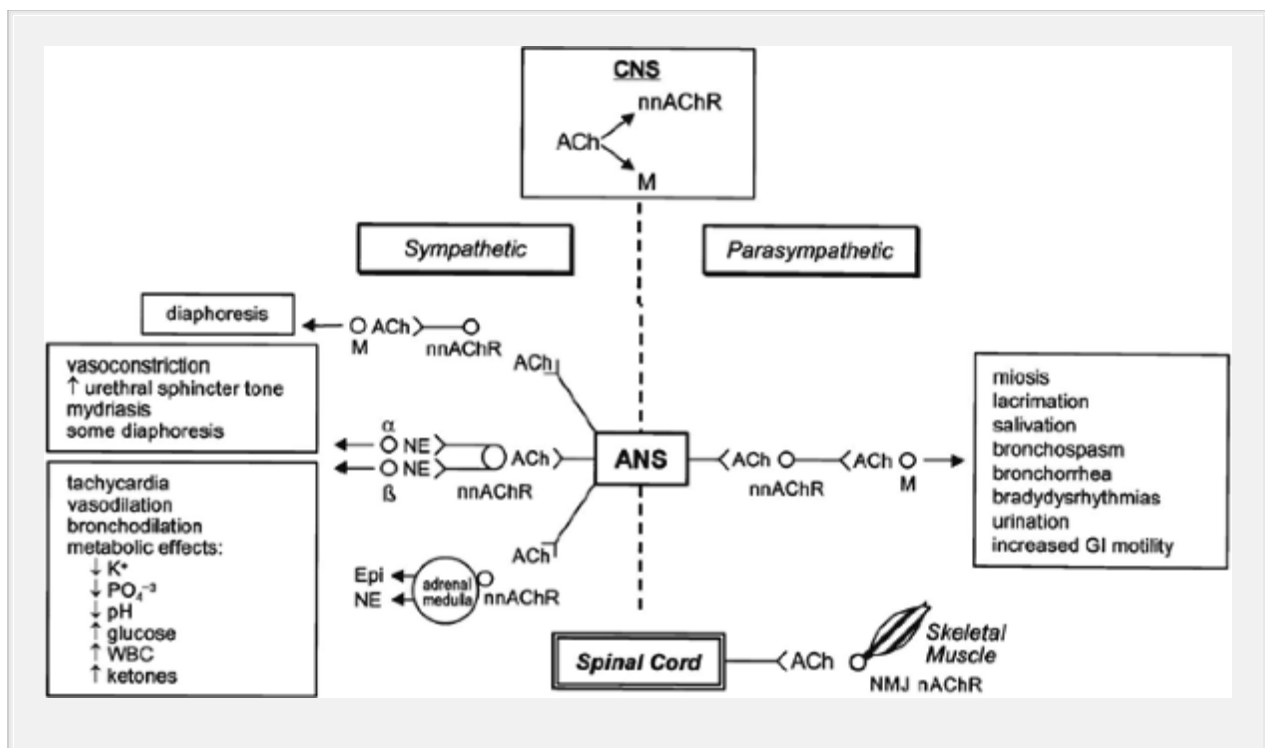 CNS
nnAChR
ACh
M
Sympathetic
Parasympathetic
diaphoresis
M ACh nnAChR
ACh
vasoconstriction
↑ urethral sphincter tone
mydriasis
some diaphoresis
α NE
β NE
nnAChR
ACh
ANS
ACh nnAChR ACh M
miosis
lacrimation
salivation
bronchospasm
bronchorrhea
bradydysrhythmias
urination
increased GI motility
tachycardia
vasodilation
bronchodilation
metabolic effects:
↓ K⁺
↓ PO₄⁻³
↓ pH
↑ glucose
↑ WBC
↑ ketones
ACh
Epi
NE
adrenal
medulla
nnAChR
Spinal Cord
ACh
Skeletal
Muscle
NMJ nAChR